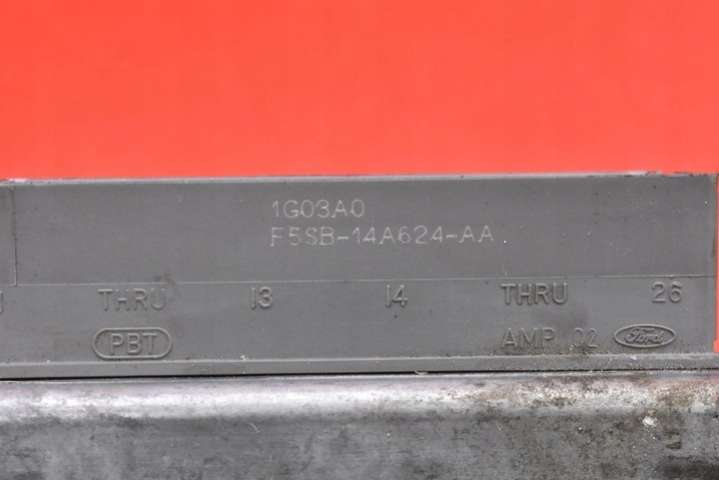 1G03A0
F5SB-14A624-AA
THRU 13 14 THRU 26
PBT AMP 02 Ford